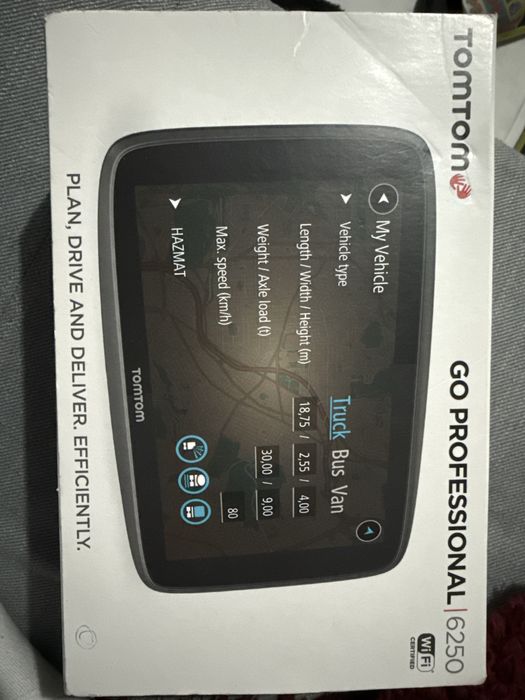 TOMTOM
GO PROFESSIONAL | 6250
WiFi
CERTIFIED
My Vehicle
Vehicle type Truck Bus Van
Length / Width / Height (m) 18,75 / 2,55 / 4,00
Weight / Axle load (t) 30,00 / 9,00
Max. speed (km/h) 80
HAZMAT
TOMTOM
PLAN, DRIVE AND DELIVER. EFFICIENTLY.